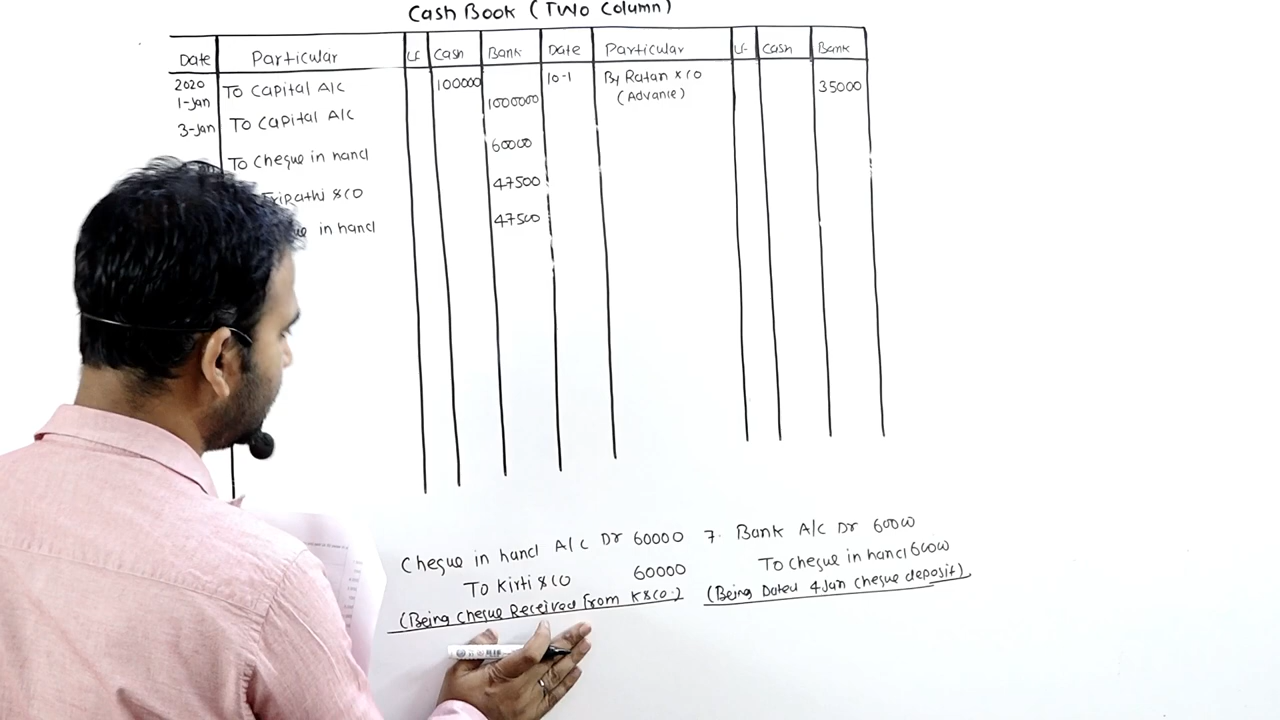 Cash Book (Two Column)
Date Particular LF Cash Bank Date Particular LF Cash Bank
2020
1-Jan To Capital A/c 100000 10-1 By Ratan & Co 35000
(Advance)
3-Jan To Capital A/c 1000000
To Cheque in hand 60000
Tripathi & Co 47500
in hand 47500
Cheque in hand A/c Dr 60000
To Kirti & Co 60000
(Being Cheque Received from K & Co.)
7. Bank A/c Dr 60000
To cheque in hand 60000
(Being Dated 4 Jan cheque deposit)